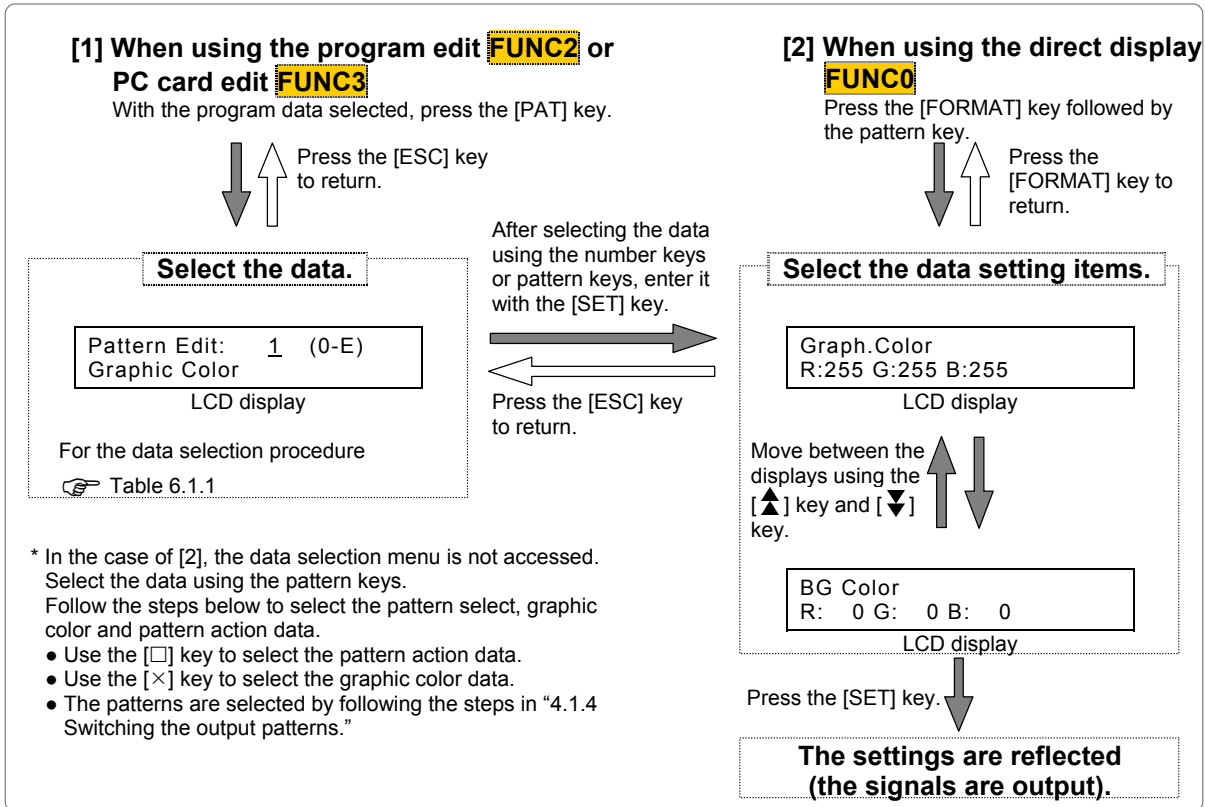 [1] When using the program edit FUNC2 or
PC card edit FUNC3
With the program data selected, press the [PAT] key.
Press the [ESC] key
to return.
Select the data.
Pattern Edit: 1 (0-E)
Graphic Color
LCD display
For the data selection procedure
☞ Table 6.1.1
After selecting the data
using the number keys
or pattern keys, enter it
with the [SET] key.
Press the [ESC] key
to return.
[2] When using the direct display
FUNC0
Press the [FORMAT] key followed by
the pattern key.
Press the
[FORMAT] key to
return.
Select the data setting items.
Graph.Color
R:255 G:255 B:255
LCD display
Move between the
displays using the
[⏫] key and [⏬]
key.
BG Color
R: 0 G: 0 B: 0
LCD display
Press the [SET] key.
The settings are reflected
(the signals are output).
* In the case of [2], the data selection menu is not accessed.
Select the data using the pattern keys.
Follow the steps below to select the pattern select, graphic
color and pattern action data.
● Use the [□] key to select the pattern action data.
● Use the [×] key to select the graphic color data.
● The patterns are selected by following the steps in “4.1.4
Switching the output patterns.”